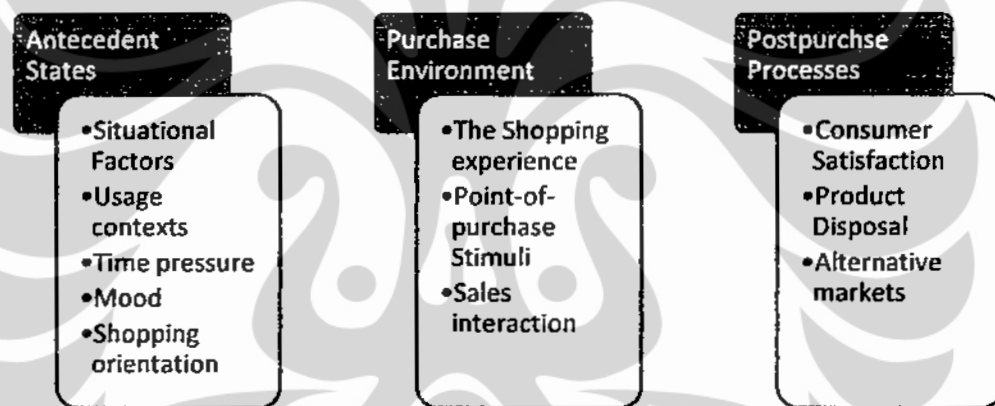 Antecedent
States
•Situational
Factors
•Usage
contexts
•Time pressure
•Mood
•Shopping
orientation
Purchase
Environment
•The Shopping
experience
•Point-of-
purchase
Stimuli
•Sales
interaction
Postpurchse
Processes
•Consumer
Satisfaction
•Product
Disposal
•Alternative
markets